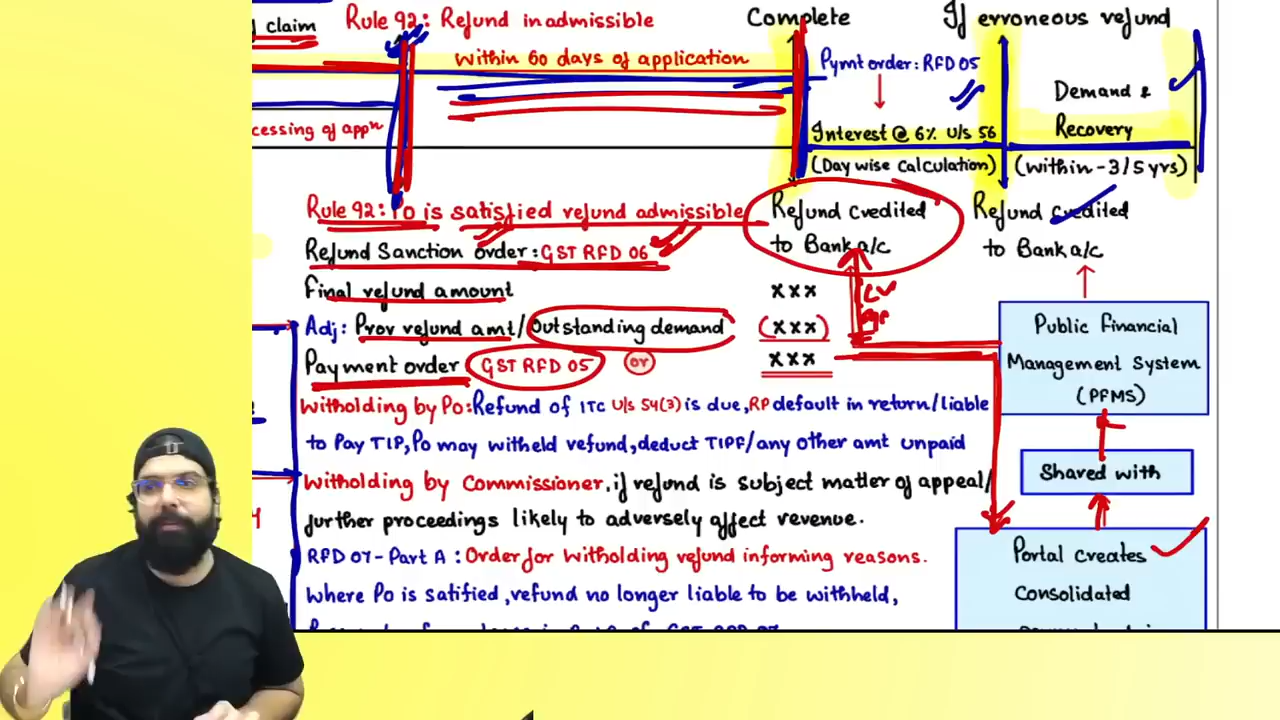 claim
Rule 92: Refund inadmissible
Complete
If erroneous refund
Within 60 days of application
Pymt order: RFD 05
Demand &
Recovery
cessing of appⁿ
Interest @ 6% U/s 56
(Day wise calculation)
(within - 3/5 yrs)
Rule 92: Po is satisfied refund admissible
Refund credited
to Bank a/c
Refund credited
to Bank a/c
Refund Sanction order: GST RFD 06
Final refund amount
xxx
Adj: Prov refund amt/Outstanding demand
(xxx)
Payment order GST RFD 05 or
xxx
Public Financial
Management System
(PFMS)
Witholding by Po: Refund of ITC U/s 54(3) is due, RP default in return/liable
to Pay TIP, Po may witheld refund, deduct TIPF/any other amt unpaid
Shared with
Witholding by Commissioner, if refund is subject matter of appeal/
further proceedings likely to adversely affect revenue.
RFD 07-Part A: Order for witholding refund informing reasons.
where Po is satified, refund no longer liable to be withheld,
Portal creates
Consolidated